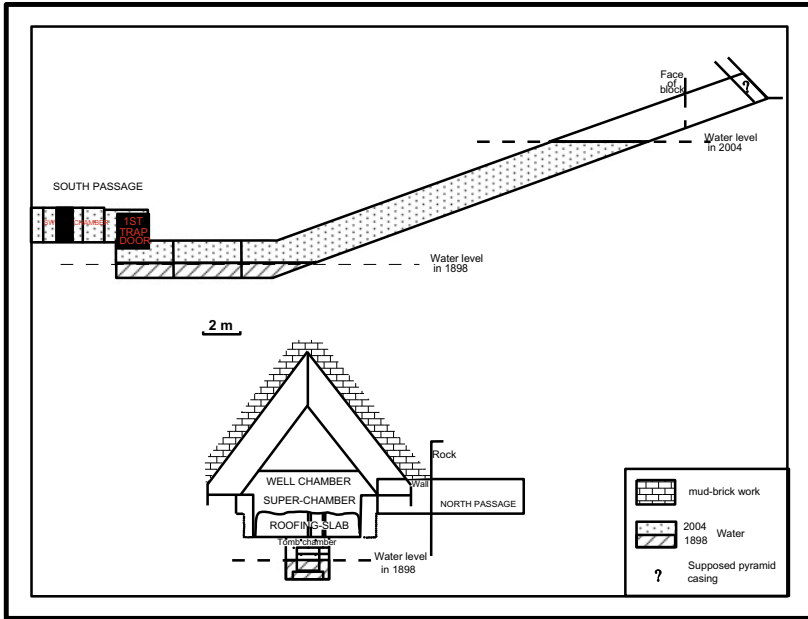 Face
of
block
?
Water level
in 2004
SOUTH PASSAGE
1ST
TRAP
DOOR
Water level
in 1898
2 m
Rock
WELL CHAMBER
Wall
SUPER-CHAMBER
NORTH PASSAGE
ROOFING-SLAB
Tomb chamber
Water level
in 1898
mud-brick work
2004
1898
Water
?
Supposed pyramid
casing